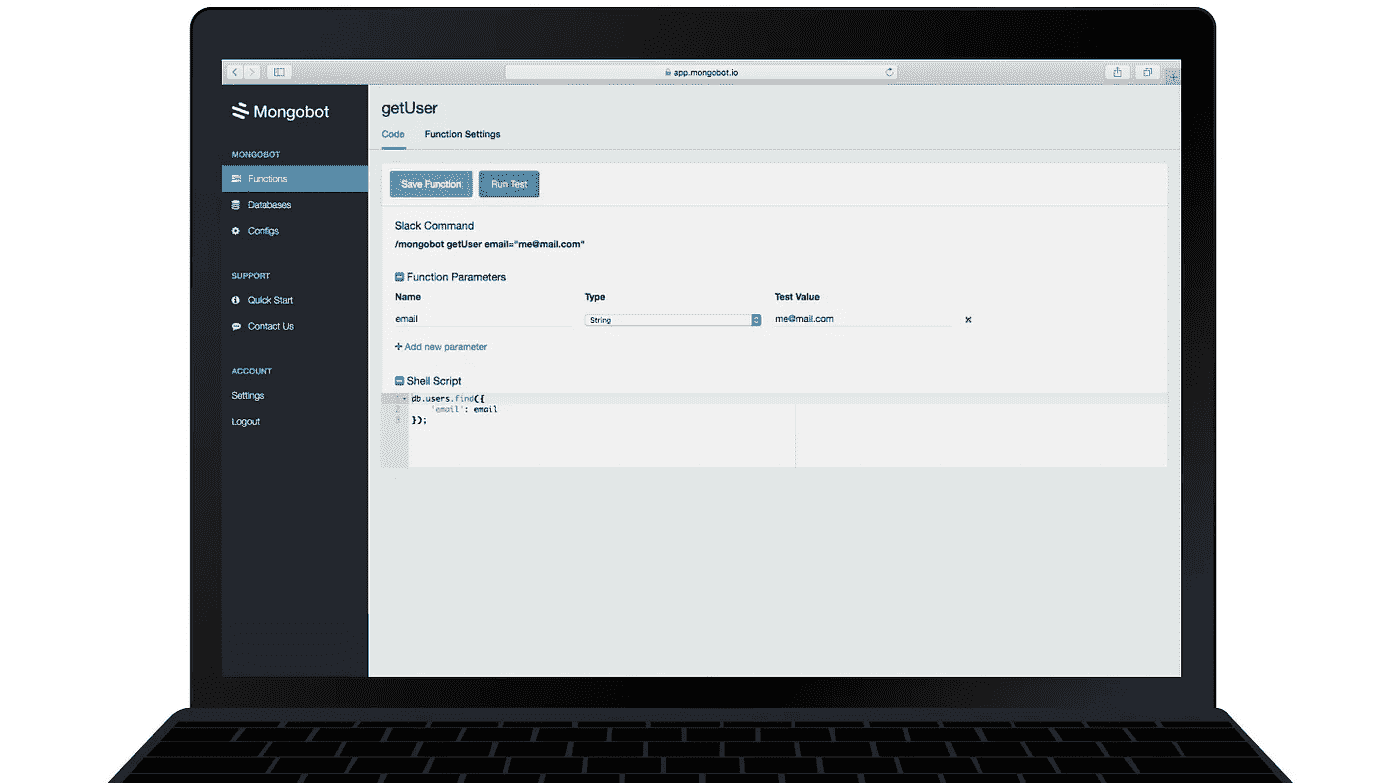 app.mongobot.io
Mongobot
MONGOBOT
Functions
Databases
Configs
SUPPORT
Quick Start
Contact Us
ACCOUNT
Settings
Logout
getUser
Code Function Settings
Save Function Run Test
Slack Command
/mongobot getUser email="me@mail.com"
Function Parameters
Name Type Test Value
email String me@mail.com
Add new parameter
Shell Script
1 db.users.find({
2 'email': email
3 });